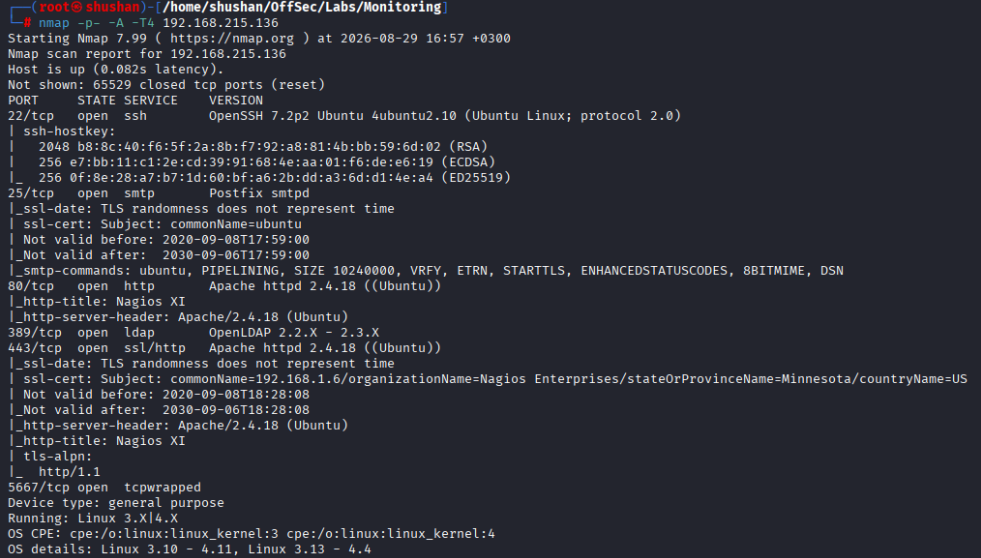 ┌──(root㉿shushan)-[/home/shushan/OffSec/Labs/Monitoring]
└─# nmap -p- -A -T4 192.168.215.136
Starting Nmap 7.99 ( https://nmap.org ) at 2026-08-29 16:57 +0300
Nmap scan report for 192.168.215.136
Host is up (0.082s latency).
Not shown: 65529 closed tcp ports (reset)
PORT     STATE SERVICE    VERSION
22/tcp   open  ssh        OpenSSH 7.2p2 Ubuntu 4ubuntu2.10 (Ubuntu Linux; protocol 2.0)
| ssh-hostkey:
|   2048 b8:8c:40:f6:5f:2a:8b:f7:92:a8:81:4b:bb:59:6d:02 (RSA)
|   256 e7:bb:11:c1:2e:cd:39:91:68:4e:aa:01:f6:de:e6:19 (ECDSA)
|_  256 0f:8e:28:a7:b7:1d:60:bf:a6:2b:dd:a3:6d:d1:4e:a4 (ED25519)
25/tcp   open  smtp       Postfix smtpd
|_ssl-date: TLS randomness does not represent time
| ssl-cert: Subject: commonName=ubuntu
| Not valid before: 2020-09-08T17:59:00
|_Not valid after:  2030-09-06T17:59:00
|_smtp-commands: ubuntu, PIPELINING, SIZE 10240000, VRFY, ETRN, STARTTLS, ENHANCEDSTATUSCODES, 8BITMIME, DSN
80/tcp   open  http       Apache httpd 2.4.18 ((Ubuntu))
|_http-title: Nagios XI
|_http-server-header: Apache/2.4.18 (Ubuntu)
389/tcp  open  ldap       OpenLDAP 2.2.X - 2.3.X
443/tcp  open  ssl/http   Apache httpd 2.4.18 ((Ubuntu))
|_ssl-date: TLS randomness does not represent time
| ssl-cert: Subject: commonName=192.168.1.6/organizationName=Nagios Enterprises/stateOrProvinceName=Minnesota/countryName=US
| Not valid before: 2020-09-08T18:28:08
|_Not valid after:  2030-09-06T18:28:08
|_http-server-header: Apache/2.4.18 (Ubuntu)
|_http-title: Nagios XI
| tls-alpn:
|_  http/1.1
5667/tcp open  tcpwrapped
Device type: general purpose
Running: Linux 3.X|4.X
OS CPE: cpe:/o:linux:linux_kernel:3 cpe:/o:linux:linux_kernel:4
OS details: Linux 3.10 - 4.11, Linux 3.13 - 4.4